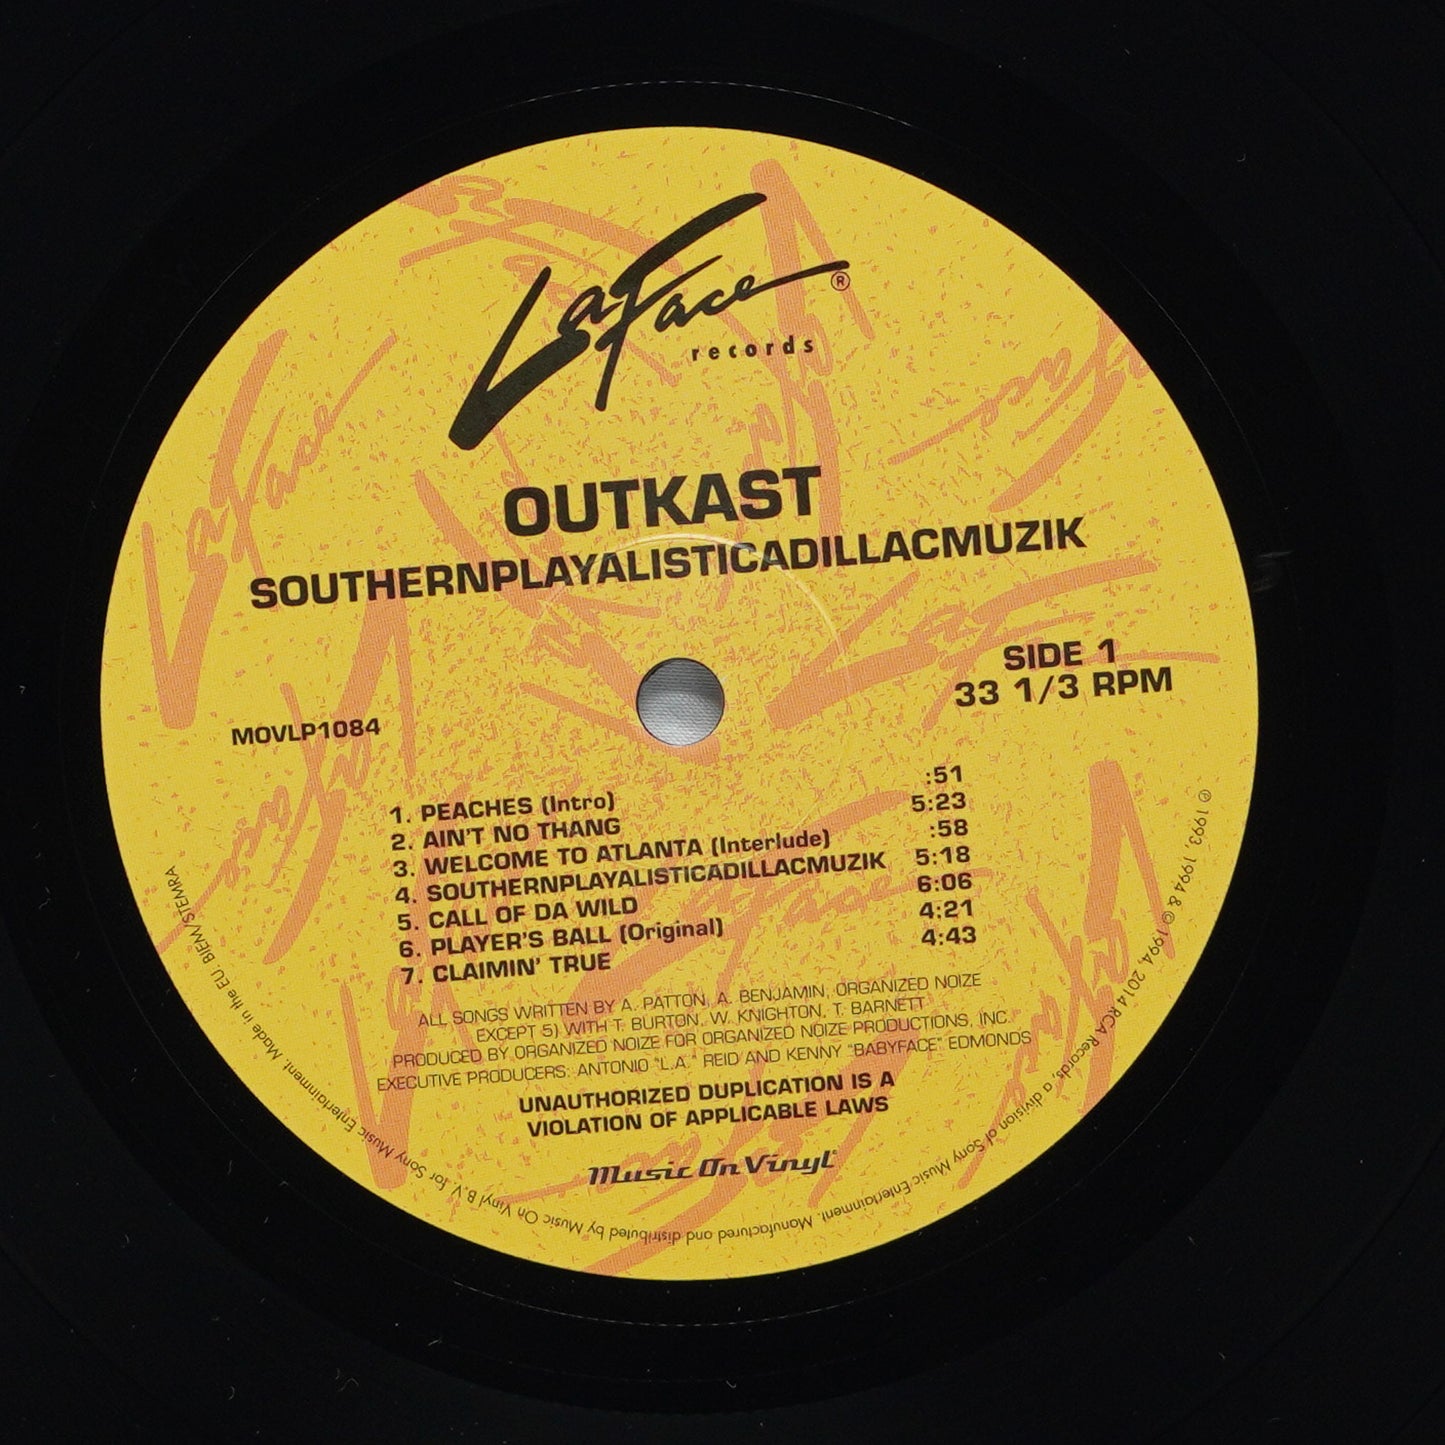 LaFace ®
records
OUTKAST
SOUTHERNPLAYALISTICADILLACMUZIK
SIDE 1
33 1/3 RPM
MOVLP1084
1. PEACHES (Intro) :51
2. AIN'T NO THANG 5:23
3. WELCOME TO ATLANTA (Interlude) :58
4. SOUTHERNPLAYALISTICADILLACMUZIK 5:18
5. CALL OF DA WILD 6:06
6. PLAYER'S BALL (Original) 4:21
7. CLAIMIN' TRUE 4:43
ALL SONGS WRITTEN BY A. PATTON, A. BENJAMIN, ORGANIZED NOIZE
EXCEPT 5) WITH T. BURTON, W. KNIGHTON, T. BARNETT
PRODUCED BY ORGANIZED NOIZE FOR ORGANIZED NOIZE PRODUCTIONS, INC.
EXECUTIVE PRODUCERS: ANTONIO "L.A." REID AND KENNY "BABYFACE" EDMONDS
UNAUTHORIZED DUPLICATION IS A
VIOLATION OF APPLICABLE LAWS
Music On Vinyl
℗ 1993, 1994 & © 1994, 2014 RCA Records, a division of Sony Music Entertainment. Manufactured and distributed by Music On Vinyl B.V. for Sony Music Entertainment. Made in the EU. BIEM/STEMRA